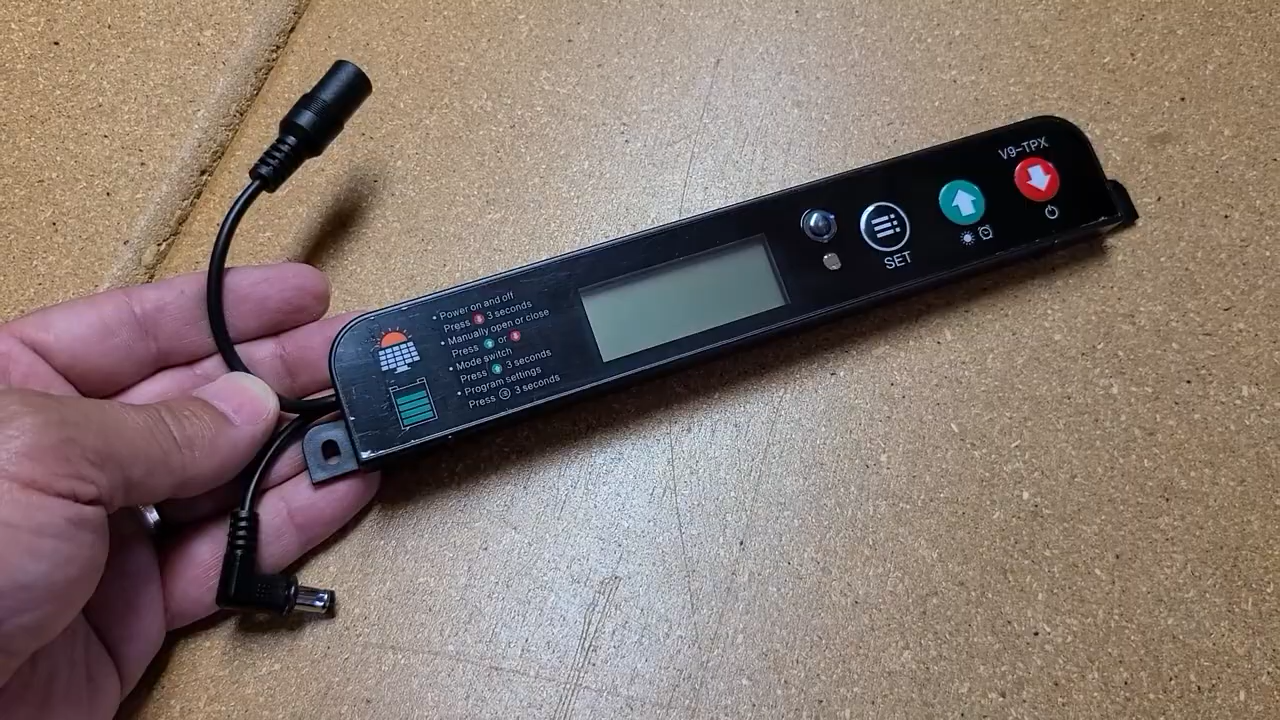 • Power on and off
Press 3 seconds
• Manually open or close
Press or
• Mode switch
Press 3 seconds
• Program settings
Press 3 seconds
SET
V9-TPX